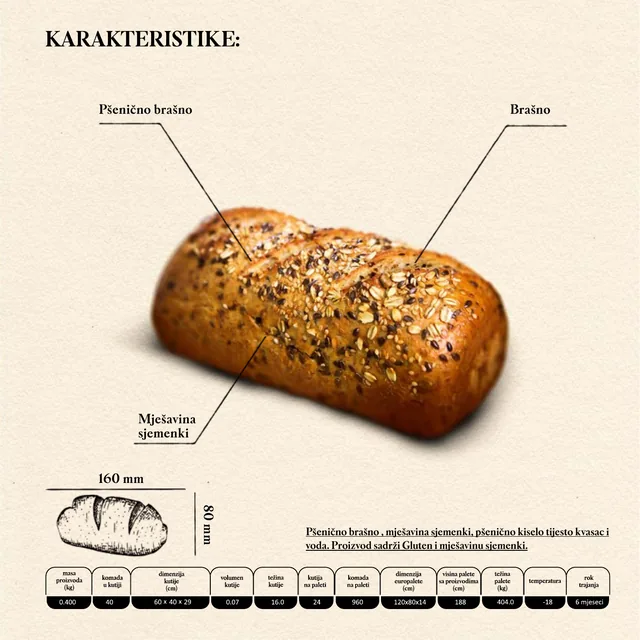 KARAKTERISTIKE:
Pšenično brašno
Brašno
Mješavina
sjemenki
160 mm
80 mm
Pšenično brašno , mješavina sjemenki, pšenično kiselo tijesto kvasac i
voda. Proizvod sadrži Gluten i mješavinu sjemenki.
masa proizvoda (kg)
komada u kutiji
dimenzija kutije (cm)
volumen kutije
težina kutije
kutija na paleti
komada na paleti
dimenzija europalete (cm)
visina palete sa proizvodima (cm)
težina palete (kg)
temperatura
rok trajanja
0.400 40 60 x 40 x 29 0.07 16.0 24 960 120x80x14 188 404.0 -18 6 mjeseci